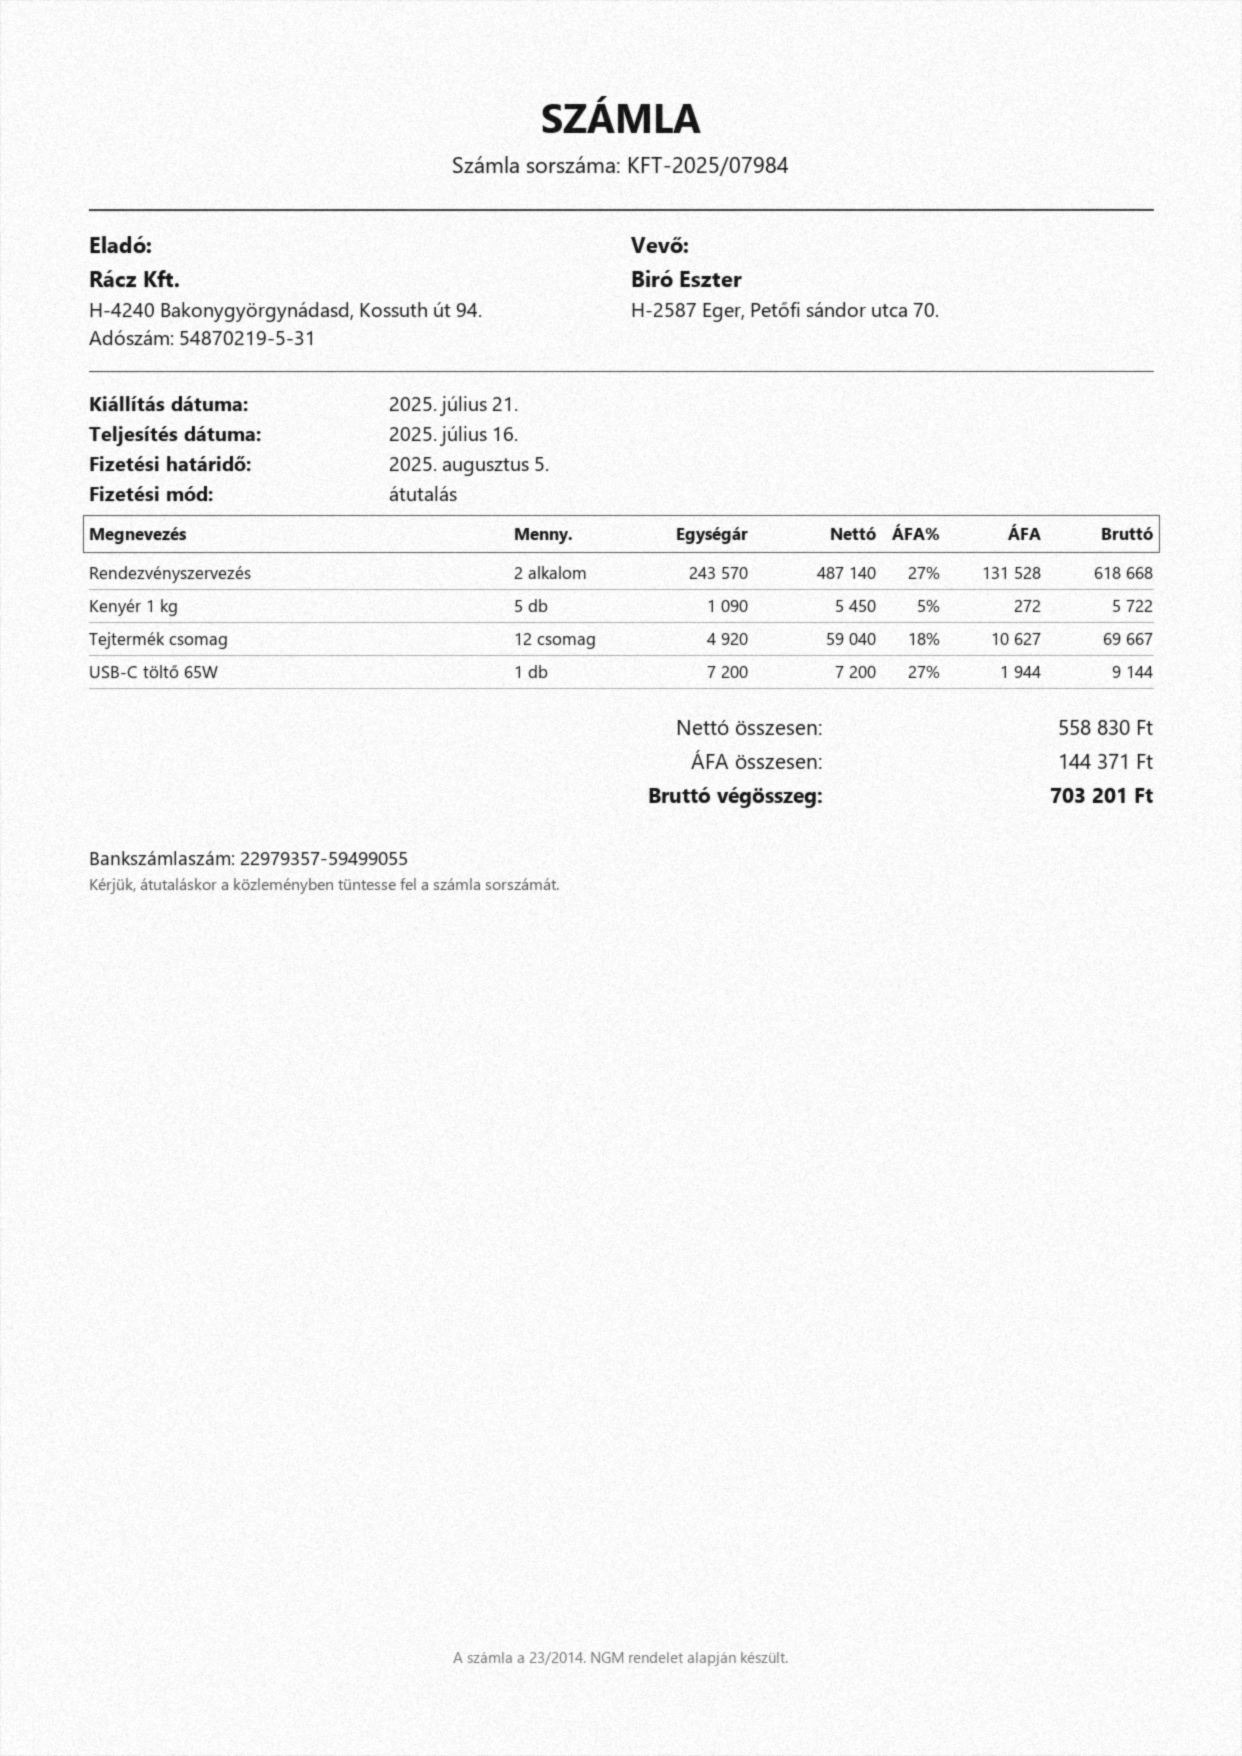 SZÁMLA
Számla sorszáma: KFT-2025/07984
Eladó:
Rácz Kft.
H-4240 Bakonygyörgynádasd, Kossuth út 94.
Adószám: 54870219-5-31
Vevő:
Biró Eszter
H-2587 Eger, Petőfi sándor utca 70.
Kiállítás dátuma: 2025. július 21.
Teljesítés dátuma: 2025. július 16.
Fizetési határidő: 2025. augusztus 5.
Fizetési mód: átutalás
Megnevezés Menny. Egységár Nettó ÁFA% ÁFA Bruttó
Rendezvényszervezés 2 alkalom 243 570 487 140 27% 131 528 618 668
Kenyér 1 kg 5 db 1 090 5 450 5% 272 5 722
Tejtermék csomag 12 csomag 4 920 59 040 18% 10 627 69 667
USB-C töltő 65W 1 db 7 200 7 200 27% 1 944 9 144
Nettó összesen: 558 830 Ft
ÁFA összesen: 144 371 Ft
Bruttó végösszeg: 703 201 Ft
Bankszámlaszám: 22979357-59499055
Kérjük, átutaláskor a közleményben tüntesse fel a számla sorszámát.
A számla a 23/2014. NGM rendelet alapján készült.